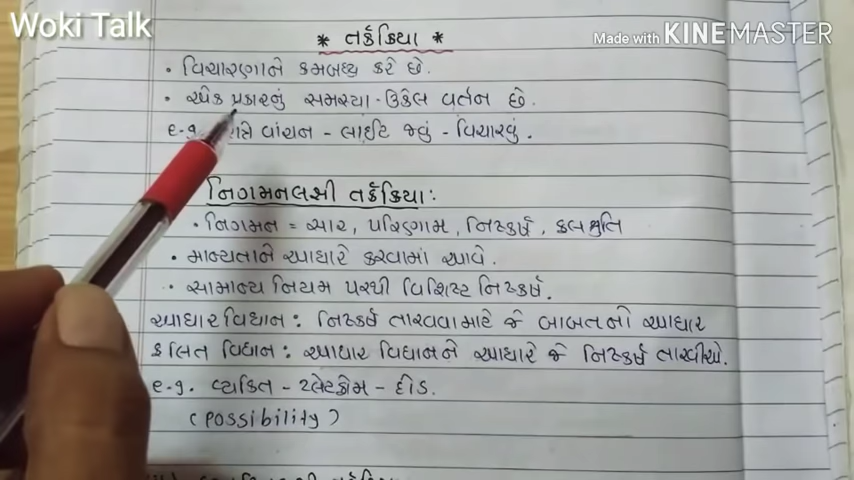 Woki Talk
Made with KINEMASTER
* તર્કક્રિયા *
• વિચારણાને ક્રમબધ્ધ કરે છે.
• એક પ્રકારનું સમસ્યા - ઉકેલ વર્તન છે.
e.g. વાંચન - લાઈટ જવું - વિચારવું.
નિગમનલક્ષી તર્કક્રિયા:
• નિગમન = સાર, પરિણામ, નિષ્કર્ષ, ફલશ્રુતિ
• માન્યતાને આધારે કરવામાં આવે.
• સામાન્ય નિયમ પરથી વિશિષ્ટ નિષ્કર્ષ.
આધારવિધાન: નિષ્કર્ષ તારવવા માટે જે બાબતનો આધાર
ફલિત વિધાન: આધાર વિધાનને આધારે જે નિષ્કર્ષ તારવીએ.
e.g. વ્યકિત - પ્લેટફોમ - દોડ.
(possibility)